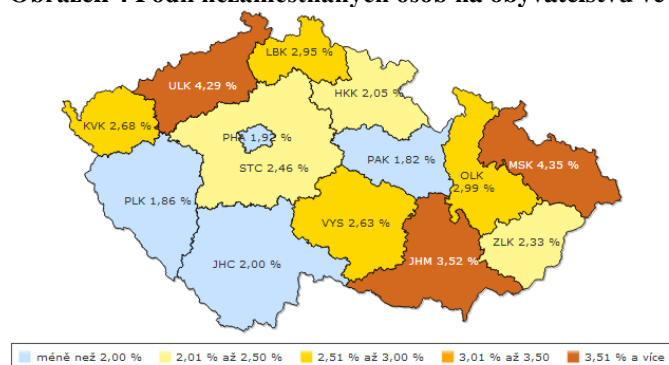 LBK 2,95 %
ULK 4,29 %
HKK 2,05 %
KVK 2,68 %
PHA 1,92 %
STC 2,46 %
PAK 1,82 %
MSK 4,35 %
OLK
2,99 %
PLK 1,86 %
VYS 2,63 %
ZLK 2,33 %
JHC 2,00 %
JHM 3,52 %
méně než 2,00 % 2,01 % až 2,50 % 2,51 % až 3,00 % 3,01 % až 3,50 3,51 % a více